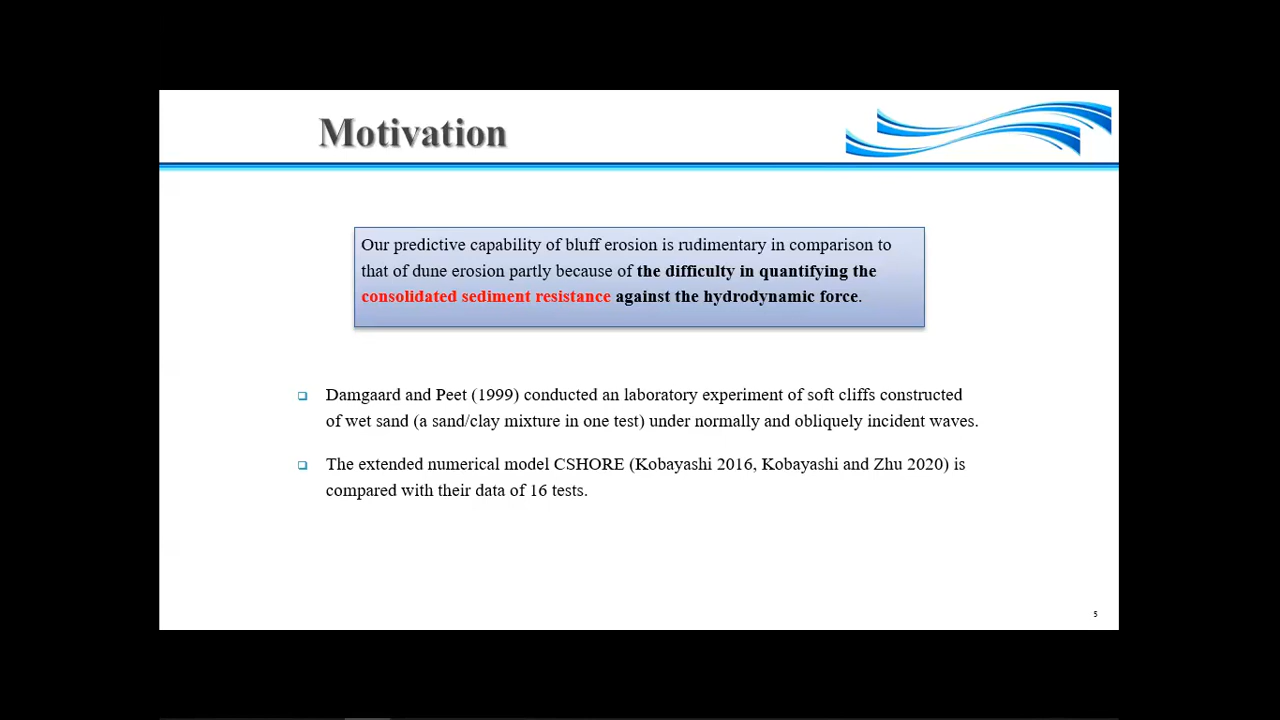 Motivation
Our predictive capability of bluff erosion is rudimentary in comparison to
that of dune erosion partly because of the difficulty in quantifying the
consolidated sediment resistance against the hydrodynamic force.
Damgaard and Peet (1999) conducted an laboratory experiment of soft cliffs constructed
of wet sand (a sand/clay mixture in one test) under normally and obliquely incident waves.
The extended numerical model CSHORE (Kobayashi 2016, Kobayashi and Zhu 2020) is
compared with their data of 16 tests.
5